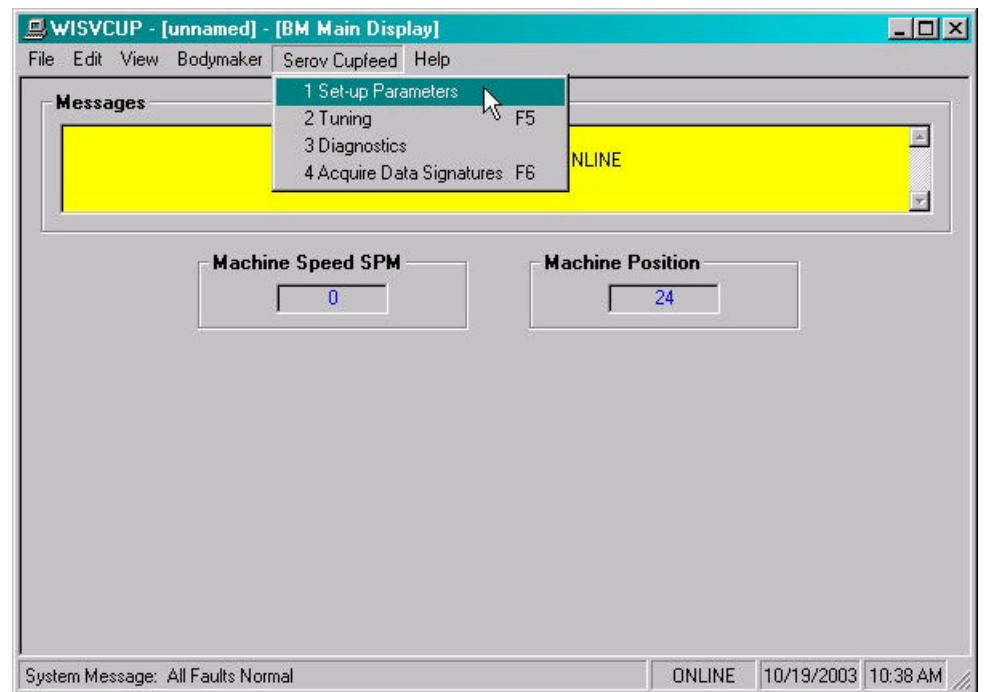 WISVCUP - [unnamed] - [BM Main Display]
File Edit View Bodymaker Serov Cupfeed Help
1 Set-up Parameters
2 Tuning F5
3 Diagnostics
4 Acquire Data Signatures F6
Messages
NLINE
Machine Speed SPM
0
Machine Position
24
System Message: All Faults Normal ONLINE 10/19/2003 10:38 AM